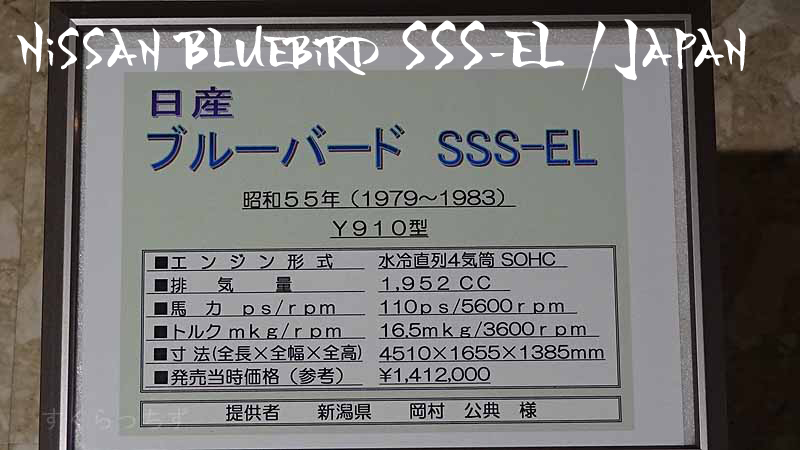 NiSSAN BLUEBiRD SSS-EL / JAPAN
日産
ブルーバード SSS-EL
昭和55年(1979～1983)
Y910型
■エンジン形式 水冷直列4気筒 SOHC
■排気量 1,952 CC
■馬力 ps/rpm 110ps/5600rpm
■トルク mkg/rpm 16.5mkg/3600rpm
■寸法(全長×全幅×全高) 4510×1655×1385mm
■発売当時価格(参考) ¥1,412,000
提供者 新潟県 岡村 公典 様
すくらっちず